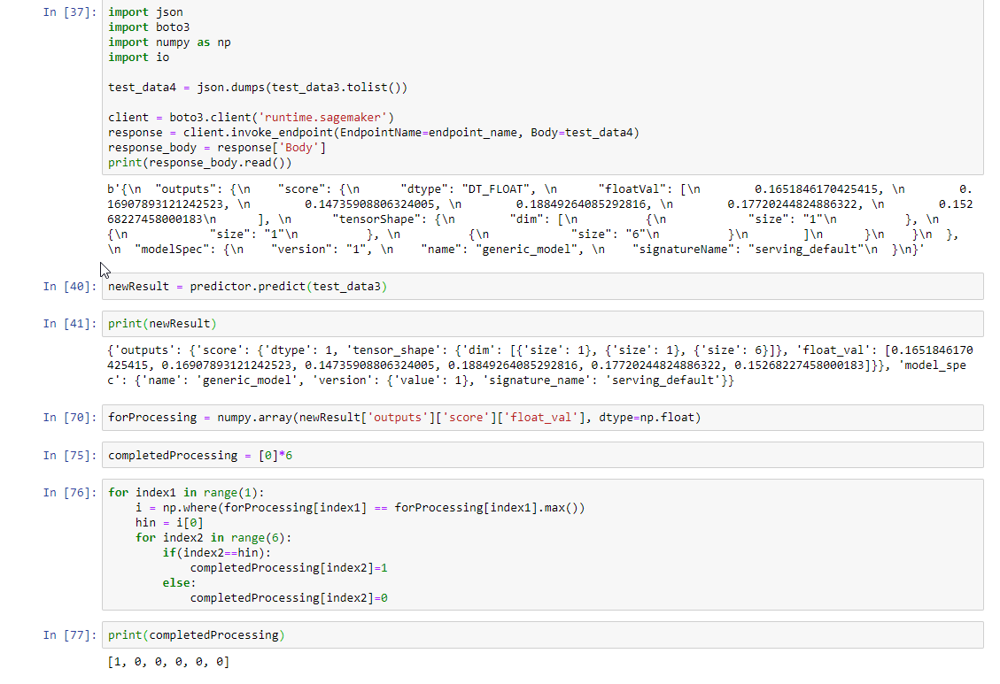 In [37]: import json
import boto3
import numpy as np
import io
test_data4 = json.dumps(test_data3.tolist())
client = boto3.client('runtime.sagemaker')
response = client.invoke_endpoint(EndpointName=endpoint_name, Body=test_data4)
response_body = response['Body']
print(response_body.read())
b'{\n  "outputs": {\n    "score": {\n      "dtype": "DT_FLOAT", \n      "floatVal": [\n        0.1651846170425415, \n        0.
16907893121242523, \n        0.14735908806324005, \n        0.18849264085292816, \n        0.17720244824886322, \n        0.152
68227458000183\n      ], \n      "tensorShape": {\n        "dim": [\n          {\n            "size": "1"\n          }, \n
{\n            "size": "1"\n          }, \n          {\n            "size": "6"\n          }\n        ]\n      }\n    }\n  },
\n  "modelSpec": {\n    "version": "1", \n    "name": "generic_model", \n    "signatureName": "serving_default"\n  }\n}'
In [40]: newResult = predictor.predict(test_data3)
In [41]: print(newResult)
{'outputs': {'score': {'dtype': 1, 'tensor_shape': {'dim': [{'size': 1}, {'size': 1}, {'size': 6}]}, 'float_val': [0.1651846170
425415, 0.16907893121242523, 0.14735908806324005, 0.18849264085292816, 0.17720244824886322, 0.15268227458000183]}}, 'model_spe
c': {'name': 'generic_model', 'version': {'value': 1}, 'signature_name': 'serving_default'}}
In [70]: forProcessing = numpy.array(newResult['outputs']['score']['float_val'], dtype=np.float)
In [75]: completedProcessing = [0]*6
In [76]: for index1 in range(1):
    i = np.where(forProcessing[index1] == forProcessing[index1].max())
    hin = i[0]
    for index2 in range(6):
        if(index2==hin):
            completedProcessing[index2]=1
        else:
            completedProcessing[index2]=0
In [77]: print(completedProcessing)
[1, 0, 0, 0, 0, 0]